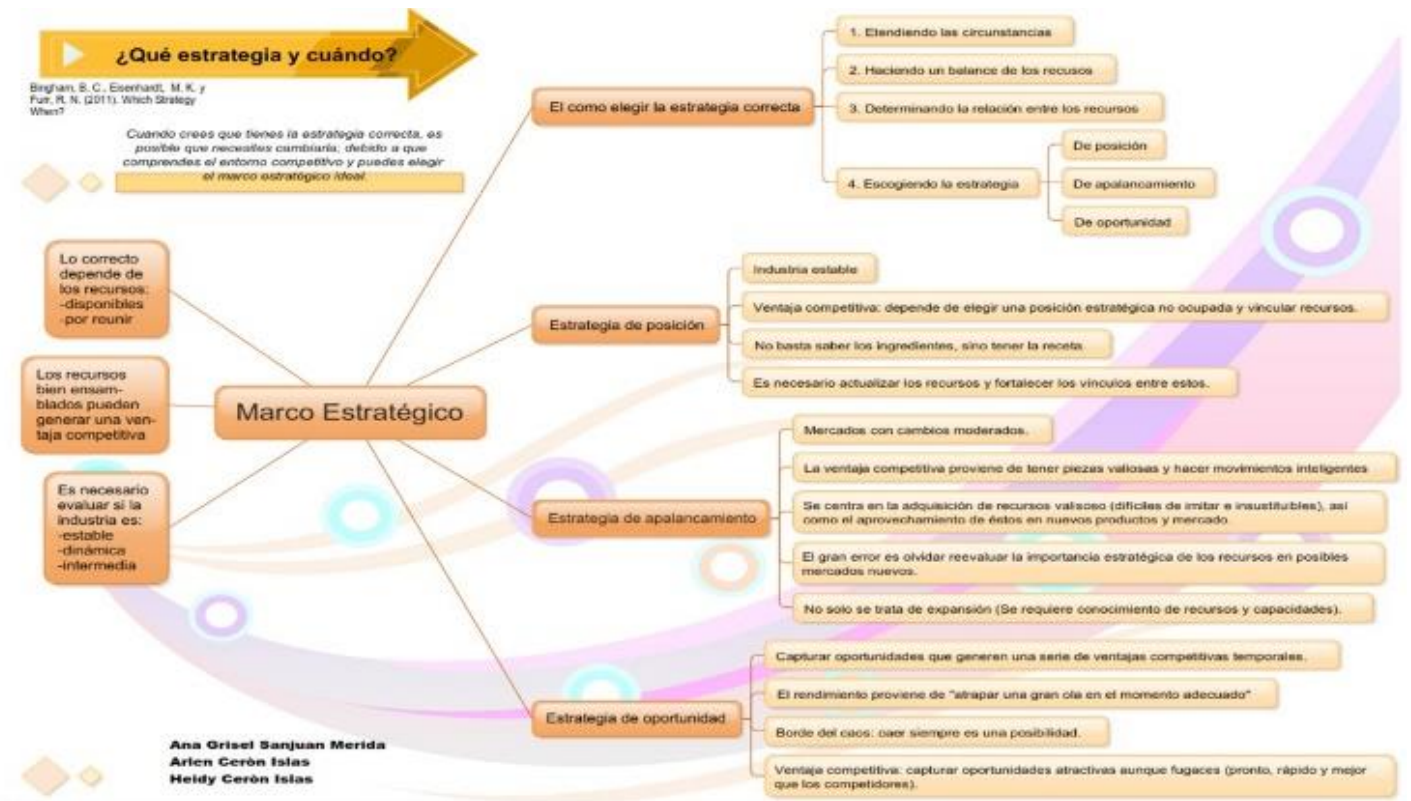 ¿Qué estrategia y cuándo?
Bingham, B. C., Eisenhardt, M. K. y
Furr, R. N. (2011). Which Strategy
When?
Cuando crees que tienes la estrategia correcta, es
posible que necesites cambiarla; debido a que
comprendes el entorno competitivo y puedes elegir
el marco estratégico ideal.
Lo correcto
depende de
los recursos:
-disponibles
-por reunir
Los recursos
bien ensam-
blados pueden
generar una ven-
taja competitiva
Es necesario
evaluar si la
industria es:
-estable
-dinámica
-intermedia
Marco Estratégico
El como elegir la estrategia correcta
1. Etendiendo las circunstancias
2. Haciendo un balance de los recusos
3. Determinando la relación entre los recursos
4. Escogiendo la estrategia
De posición
De apalancamiento
De oportunidad
Estrategia de posición
Industria estable
Ventaja competitiva: depende de elegir una posición estratégica no ocupada y vincular recursos.
No basta saber los ingredientes, sino tener la receta
Es necesario actualizar los recursos y fortalecer los vínculos entre estos.
Estrategia de apalancamiento
Mercados con cambios moderados.
La ventaja competitiva proviene de tener piezas valiosas y hacer movimientos inteligentes
Se centra en la adquisición de recursos valisoso (difíciles de imitar e insustituibles), así
como el aprovechamiento de éstos en nuevos productos y mercado.
El gran error es olvidar reevaluar la importancia estratégica de los recursos en posibles
mercados nuevos.
No solo se trata de expansión (Se requiere conocimiento de recursos y capacidades).
Estrategia de oportunidad
Capturar oportunidades que generen una serie de ventajas competitivas temporales.
El rendimiento proviene de "atrapar una gran ola en el momento adecuado"
Borde del caos: caer siempre es una posibilidad.
Ventaja competitiva: capturar oportunidades atractivas aunque fugaces (pronto, rápido y mejor
que los competidores).
Ana Grisel Sanjuan Merida
Arlen Ceròn Islas
Heidy Ceròn Islas